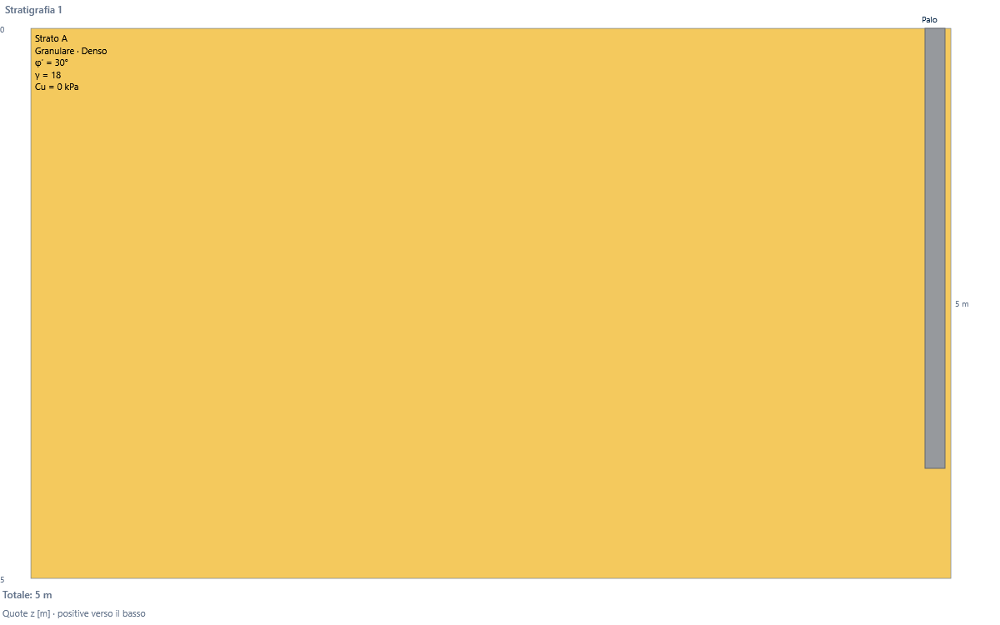 Stratigrafia 1
Palo
0
Strato A
Granulare · Denso
φ′ = 30°
γ = 18
Cu = 0 kPa
5 m
5
Totale: 5 m
Quote z [m] · positive verso il basso